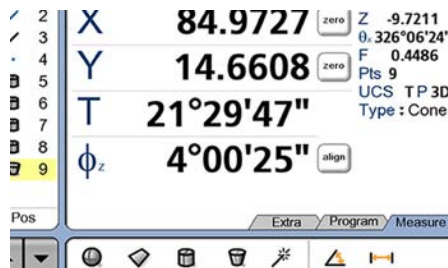 2
3
4
5
6
7
8
9
Pos
X 84.9727 zero
Y 14.6608 zero
T 21°29'47"
ϕz 4°00'25" align
Z -9.7211
θx 326°06'24"
F 0.4486
Pts 9
UCS T P 3D
Type : Cone
Extra Program Measure